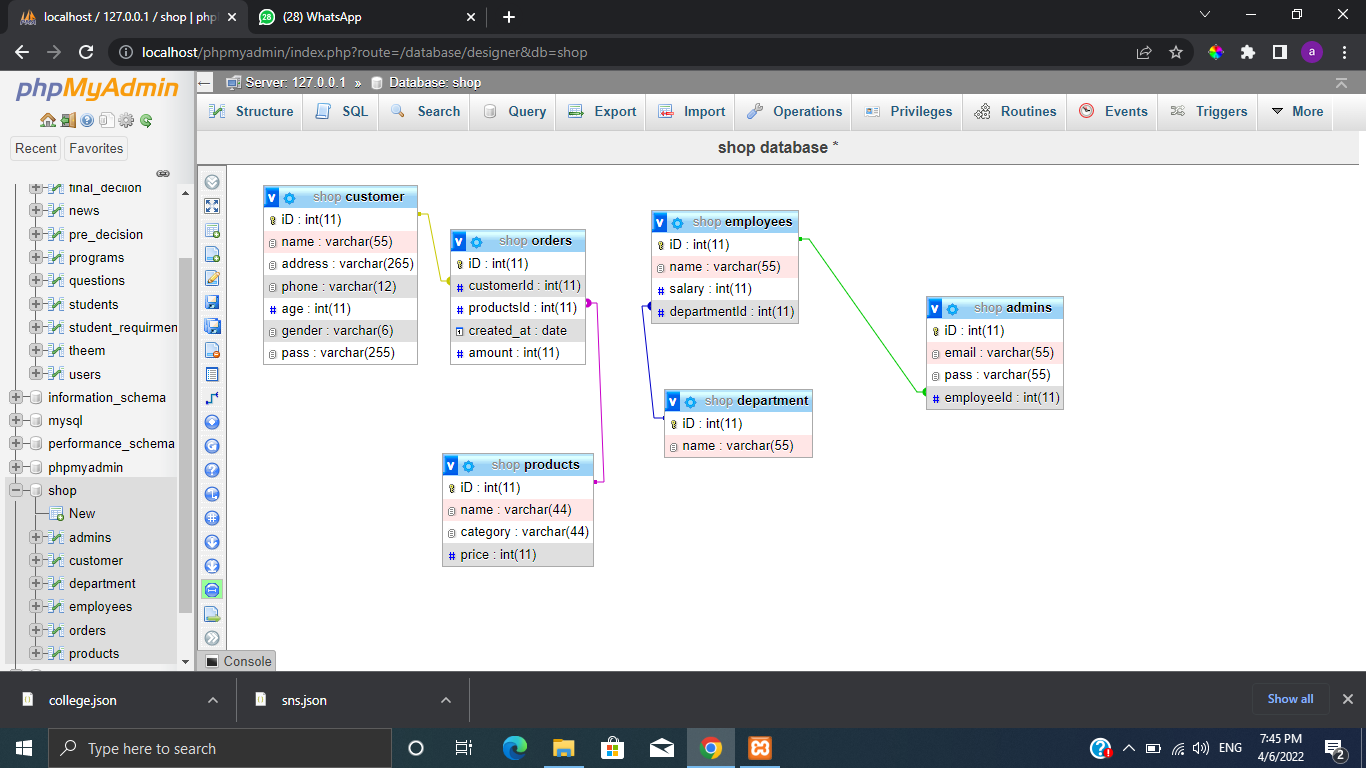 localhost / 127.0.0.1 / shop | php
(28) WhatsApp
localhost/phpmyadmin/index.php?route=/database/designer&db=shop
a
phpMyAdmin
Recent
Favorites
final_deciion
news
pre_decision
programs
questions
students
student_requirmen
theem
users
information_schema
mysql
performance_schema
phpmyadmin
shop
New
admins
customer
department
employees
orders
products
Server: 127.0.0.1 » Database: shop
Structure
SQL
Search
Query
Export
Import
Operations
Privileges
Routines
Events
Triggers
More
shop database *
v shop customer
iD : int(11)
name : varchar(55)
address : varchar(265)
phone : varchar(12)
# age : int(11)
gender : varchar(6)
pass : varchar(255)
v shop orders
iD : int(11)
# customerId : int(11)
# productsId : int(11)
created_at : date
# amount : int(11)
v shop products
iD : int(11)
name : varchar(44)
category : varchar(44)
# price : int(11)
v shop employees
iD : int(11)
name : varchar(55)
# salary : int(11)
# departmentId : int(11)
v shop department
iD : int(11)
name : varchar(55)
v shop admins
iD : int(11)
email : varchar(55)
pass : varchar(55)
# employeeId : int(11)
Console
college.json
sns.json
Show all
Type here to search
ENG
7:45 PM
4/6/2022
2